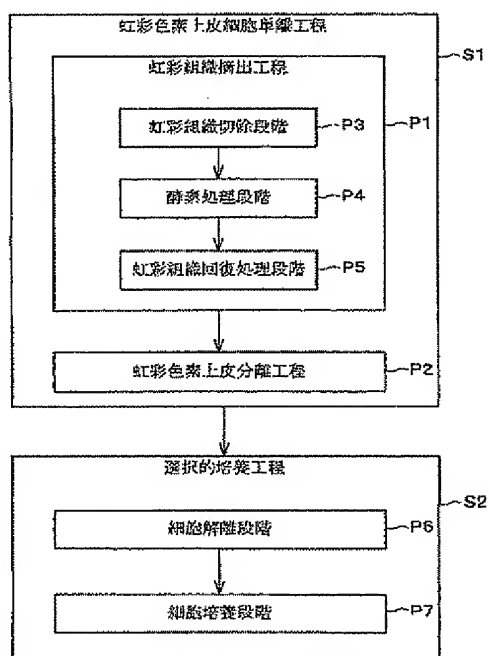 虹彩色素上皮細胞単離工程
S1
虹彩組織摘出工程
P1
虹彩組織切除段階
P3
酵素処理段階
P4
虹彩組織回復処理段階
P5
虹彩色素上皮分離工程
P2
選択的培養工程
S2
細胞解離段階
P6
細胞培養段階
P7